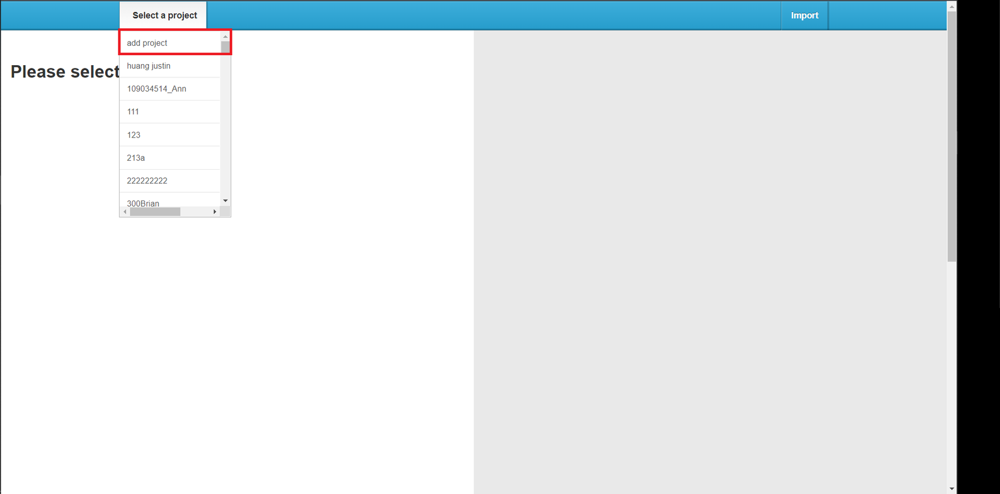 Select a project
Import
add project
Please select
huang justin
109034514_Ann
111
123
213a
222222222
300Brian